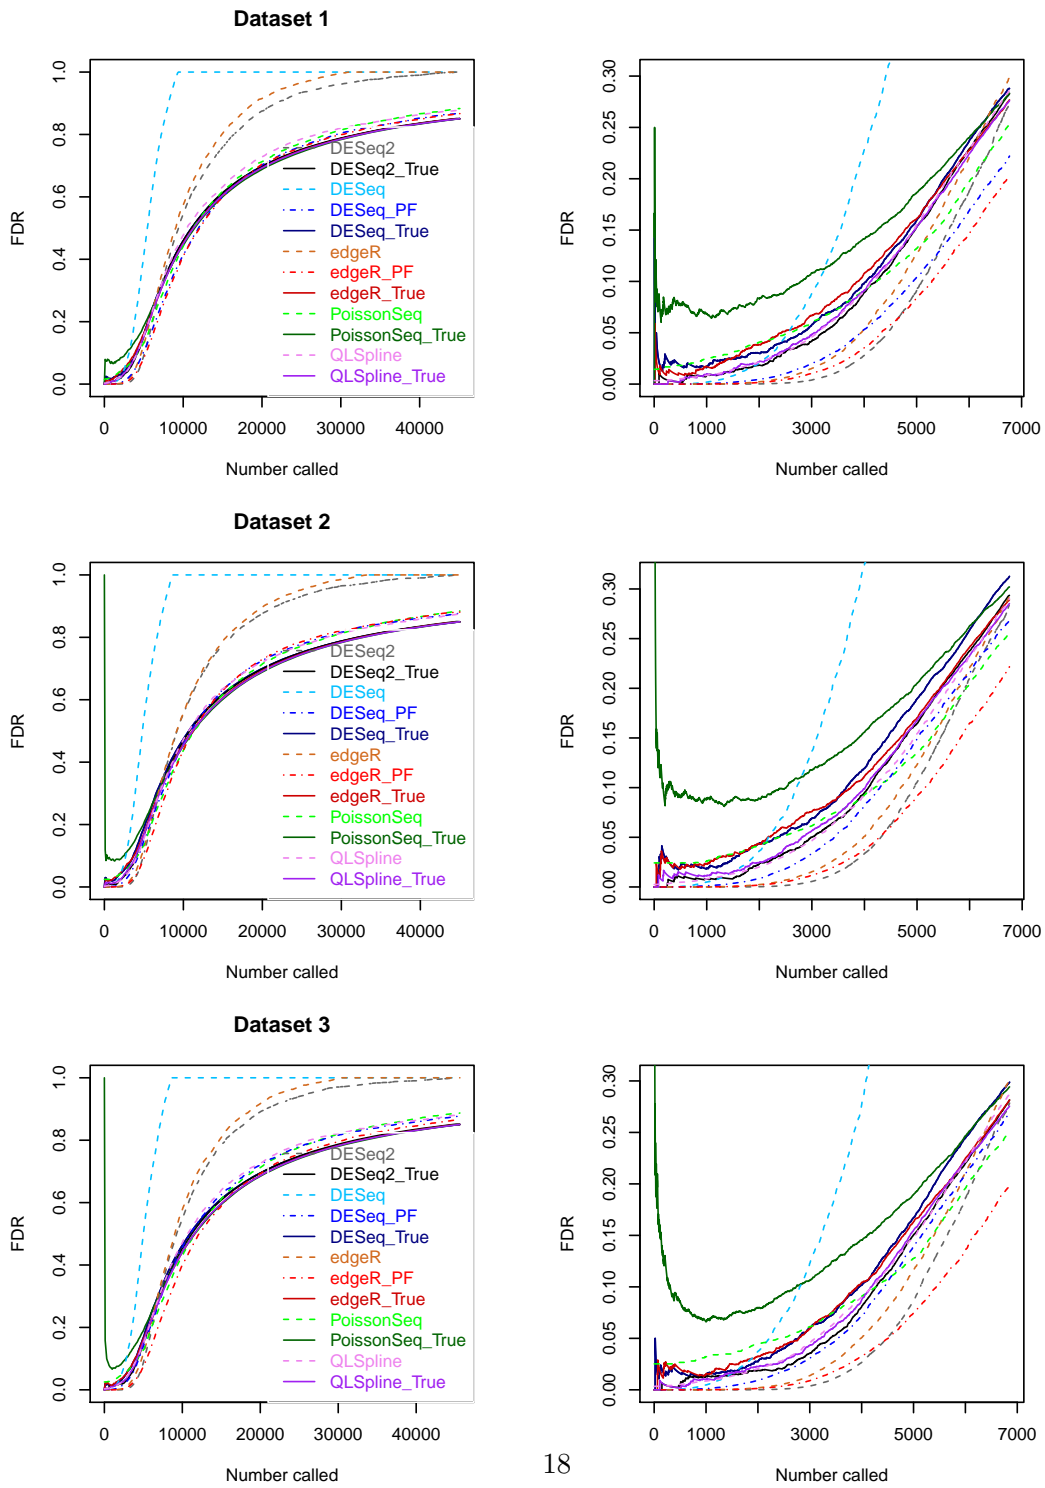 Dataset 1
FDR
0.0 0.2 0.4 0.6 0.8 1.0
DESeq2
DESeq2_True
DESeq
DESeq_PF
DESeq_True
edgeR
edgeR_PF
edgeR_True
PoissonSeq
PoissonSeq_True
QLSpline
QLSpline_True
0 10000 20000 30000 40000
Number called
FDR
0.00 0.05 0.10 0.15 0.20 0.25 0.30
0 1000 3000 5000 7000
Number called
Dataset 2
FDR
0.0 0.2 0.4 0.6 0.8 1.0
DESeq2
DESeq2_True
DESeq
DESeq_PF
DESeq_True
edgeR
edgeR_PF
edgeR_True
PoissonSeq
PoissonSeq_True
QLSpline
QLSpline_True
0 10000 20000 30000 40000
Number called
FDR
0.00 0.05 0.10 0.15 0.20 0.25 0.30
0 1000 3000 5000 7000
Number called
Dataset 3
FDR
0.0 0.2 0.4 0.6 0.8 1.0
DESeq2
DESeq2_True
DESeq
DESeq_PF
DESeq_True
edgeR
edgeR_PF
edgeR_True
PoissonSeq
PoissonSeq_True
QLSpline
QLSpline_True
0 10000 20000 30000 40000
Number called
FDR
0.00 0.05 0.10 0.15 0.20 0.25 0.30
0 1000 3000 5000 7000
Number called
18